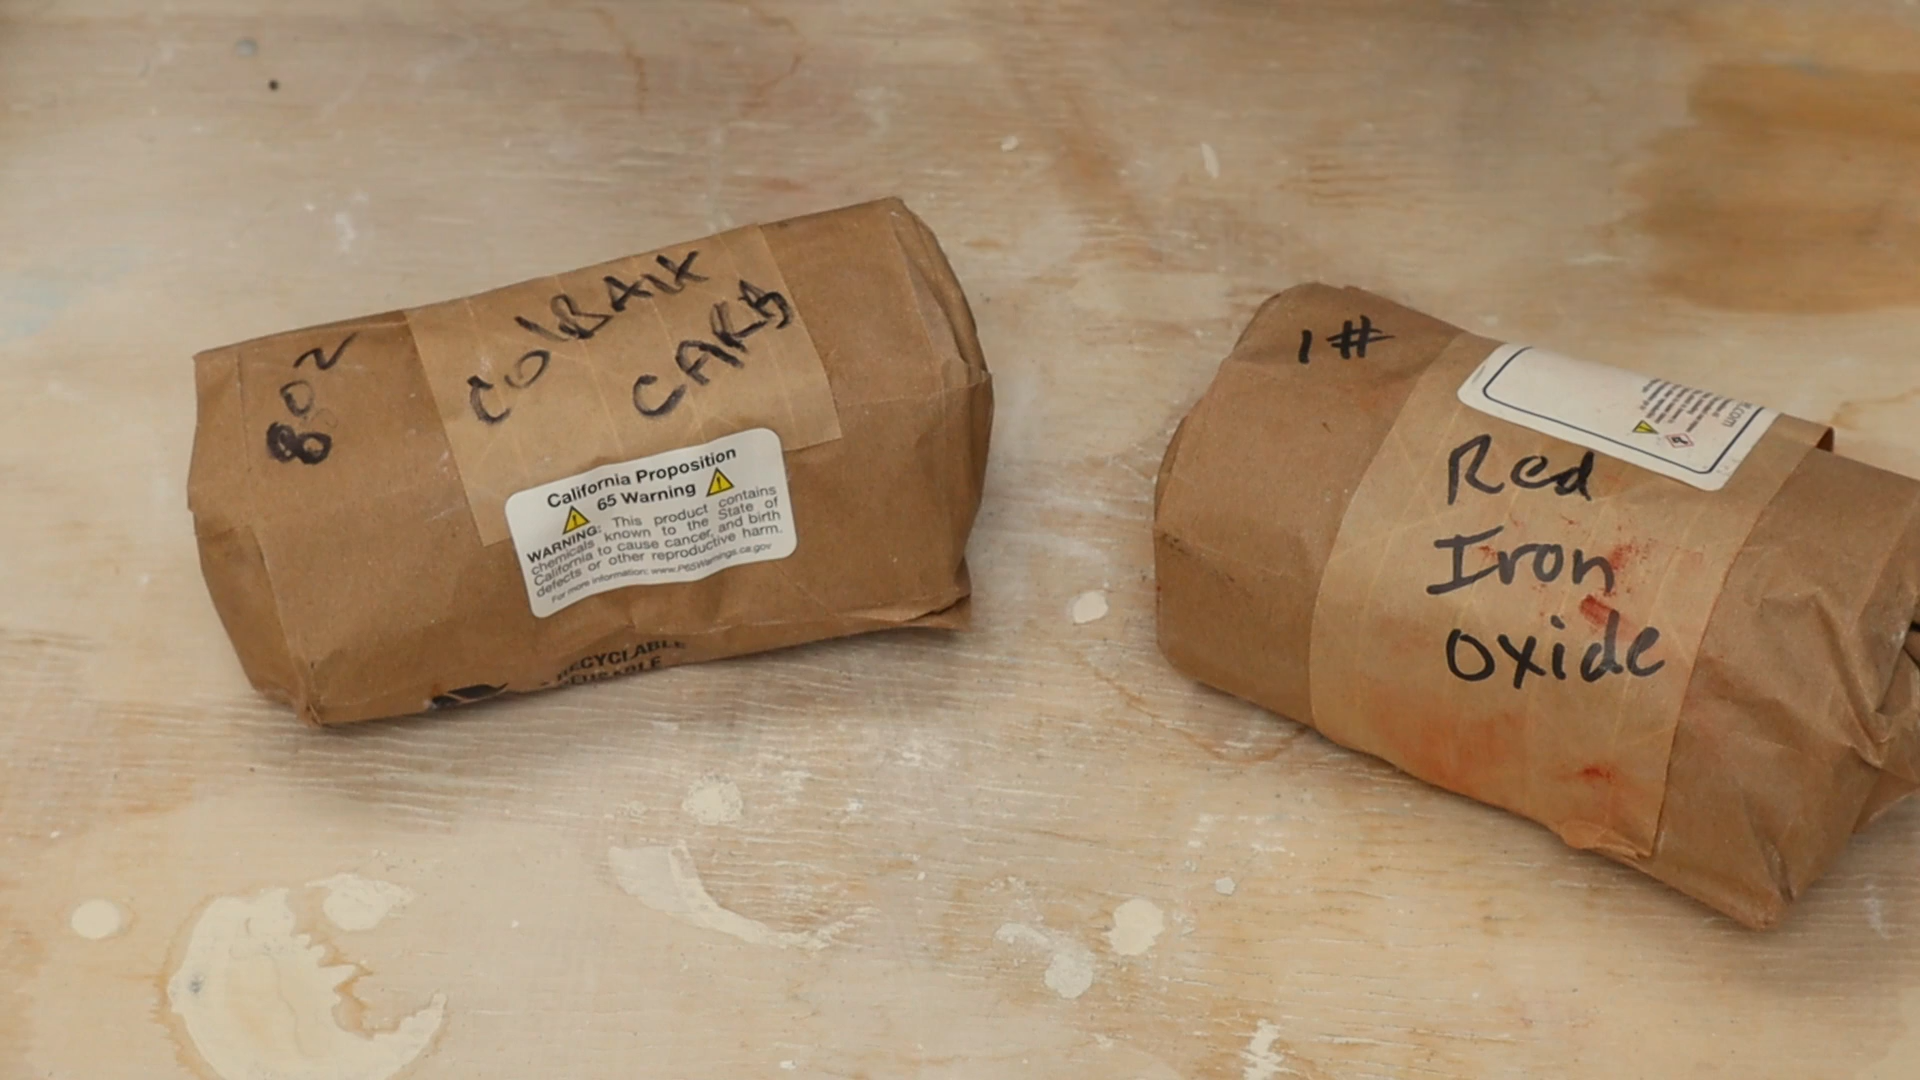 8oz
COlBAlK
CARB
California Proposition
65 Warning
WARNING: This product contains
chemicals known to the State of
California to cause cancer, and birth
defects or other reproductive harm.
For more information: www.P65Warnings.ca.gov
RECYCLABLE
1#
Red
Iron
oxide